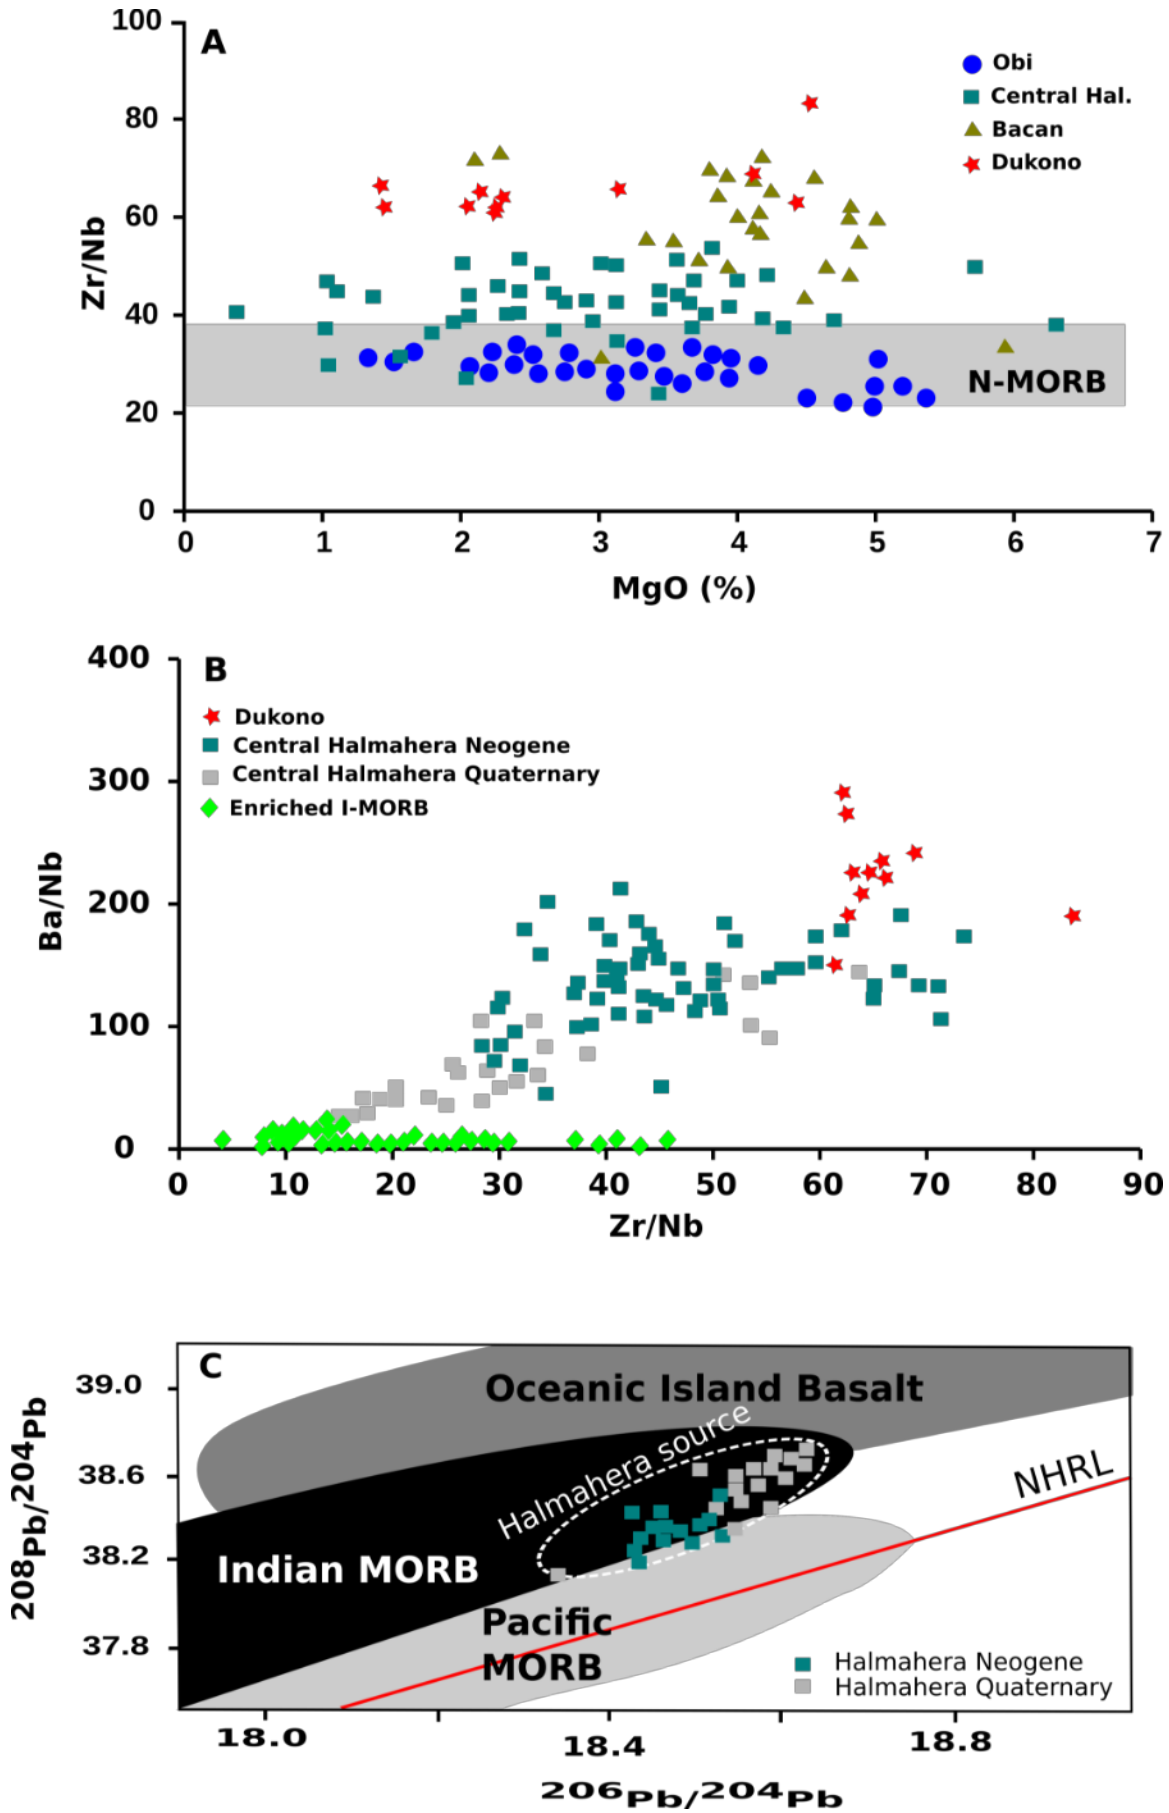 A
100
80
60
40
20
0
Zr/Nb
Obi
Central Hal.
Bacan
Dukono
N-MORB
0 1 2 3 4 5 6 7
MgO (%)
B
400
300
200
100
0
Ba/Nb
Dukono
Central Halmahera Neogene
Central Halmahera Quaternary
Enriched I-MORB
0 10 20 30 40 50 60 70 80 90
Zr/Nb
C
39.0
38.6
38.2
37.8
208Pb/204Pb
Oceanic Island Basalt
Halmahera source
NHRL
Indian MORB
Pacific
MORB
Halmahera Neogene
Halmahera Quaternary
18.0 18.4 18.8
206Pb/204Pb